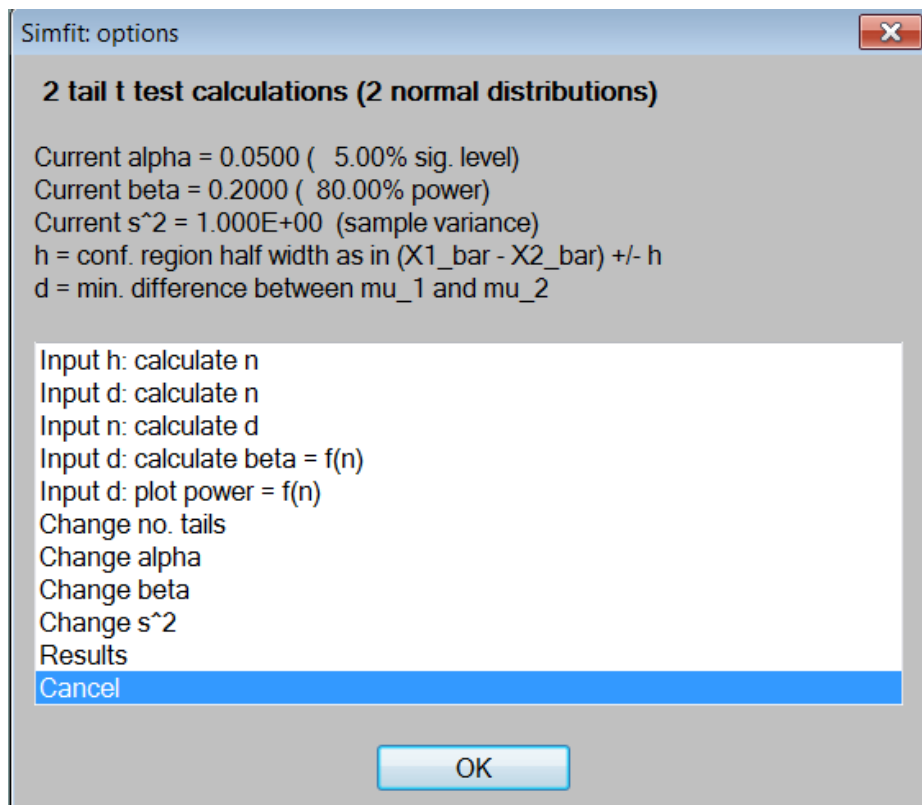 Simfit: options
2 tail t test calculations (2 normal distributions)
Current alpha = 0.0500 (   5.00% sig. level)
Current beta = 0.2000 (  80.00% power)
Current s^2 = 1.000E+00  (sample variance)
h = conf. region half width as in (X1_bar - X2_bar) +/- h
d = min. difference between mu_1 and mu_2
Input h: calculate n
Input d: calculate n
Input n: calculate d
Input d: calculate beta = f(n)
Input d: plot power = f(n)
Change no. tails
Change alpha
Change beta
Change s^2
Results
Cancel
OK